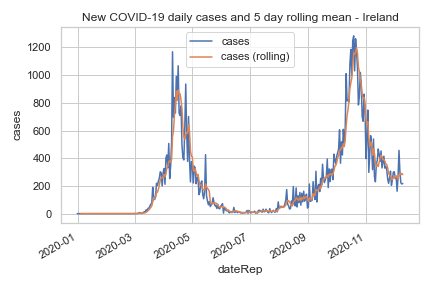 New COVID-19 daily cases and 5 day rolling mean - Ireland
cases
cases (rolling)
1200
1000
800
600
400
200
0
cases
2020-01
2020-03
2020-05
2020-07
2020-09
2020-11
dateRep